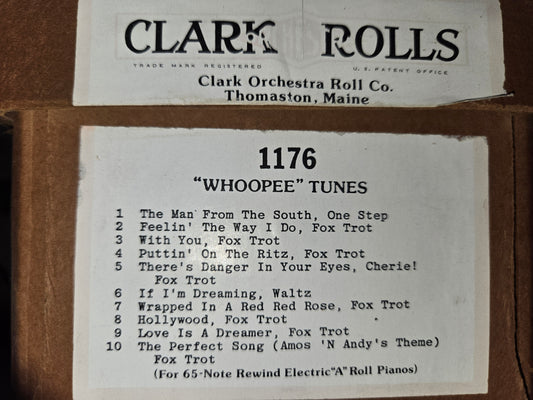 CLARK ROLLS
TRADE MARK REGISTERED U.S. PATENT OFFICE
Clark Orchestra Roll Co.
Thomaston, Maine
1176
"WHOOPEE" TUNES
1 The Man From The South, One Step
2 Feelin' The Way I Do, Fox Trot
3 With You, Fox Trot
4 Puttin' On The Ritz, Fox Trot
5 There's Danger In Your Eyes, Cherie!
Fox Trot
6 If I'm Dreaming, Waltz
7 Wrapped In A Red Red Rose, Fox Trot
8 Hollywood, Fox Trot
9 Love Is A Dreamer, Fox Trot
10 The Perfect Song (Amos 'N Andy's Theme)
Fox Trot
(For 65-Note Rewind Electric "A" Roll Pianos)